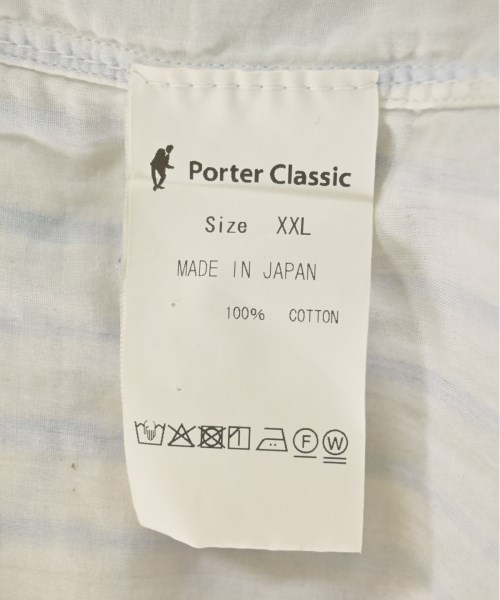 Porter Classic
Size XXL
MADE IN JAPAN
100% COTTON
F W